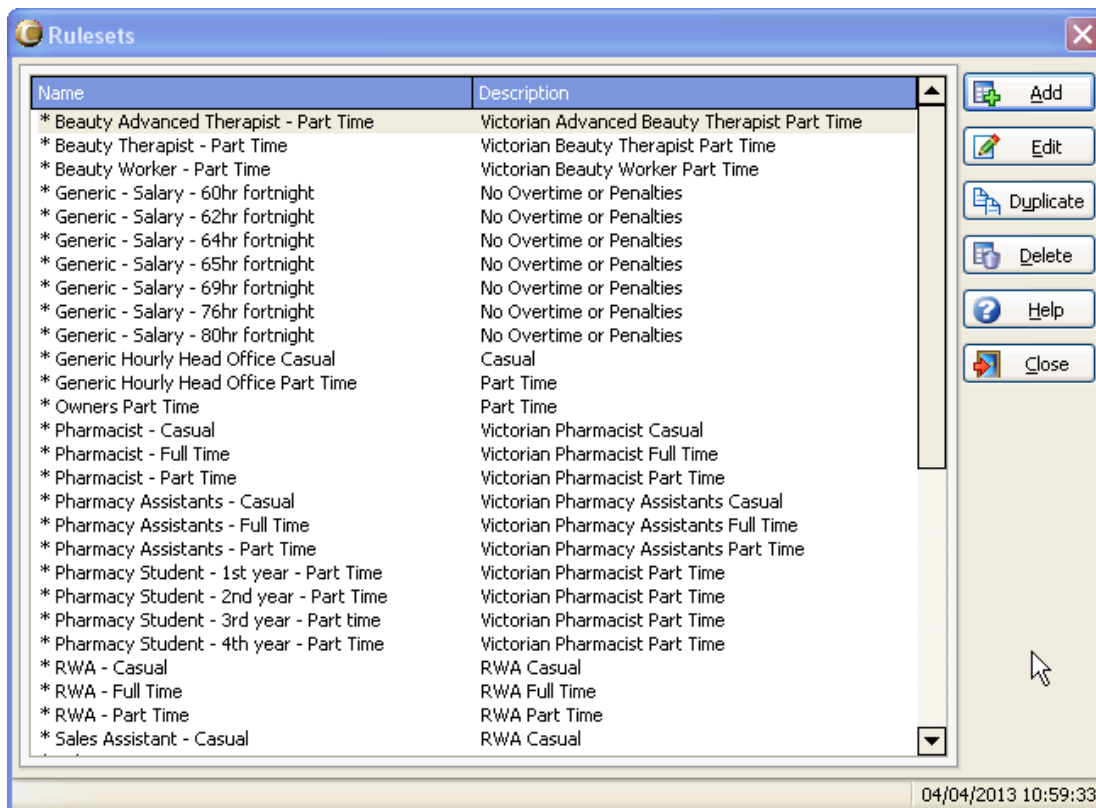 Rulesets
Name Description
* Beauty Advanced Therapist - Part Time Victorian Advanced Beauty Therapist Part Time
* Beauty Therapist - Part Time Victorian Beauty Therapist Part Time
* Beauty Worker - Part Time Victorian Beauty Worker Part Time
* Generic - Salary - 60hr fortnight No Overtime or Penalties
* Generic - Salary - 62hr fortnight No Overtime or Penalties
* Generic - Salary - 64hr fortnight No Overtime or Penalties
* Generic - Salary - 65hr fortnight No Overtime or Penalties
* Generic - Salary - 69hr fortnight No Overtime or Penalties
* Generic - Salary - 76hr fortnight No Overtime or Penalties
* Generic - Salary - 80hr fortnight No Overtime or Penalties
* Generic Hourly Head Office Casual Casual
* Generic Hourly Head Office Part Time Part Time
* Owners Part Time Part Time
* Pharmacist - Casual Victorian Pharmacist Casual
* Pharmacist - Full Time Victorian Pharmacist Full Time
* Pharmacist - Part Time Victorian Pharmacist Part Time
* Pharmacy Assistants - Casual Victorian Pharmacy Assistants Casual
* Pharmacy Assistants - Full Time Victorian Pharmacy Assistants Full Time
* Pharmacy Assistants - Part Time Victorian Pharmacy Assistants Part Time
* Pharmacy Student - 1st year - Part Time Victorian Pharmacist Part Time
* Pharmacy Student - 2nd year - Part Time Victorian Pharmacist Part Time
* Pharmacy Student - 3rd year - Part time Victorian Pharmacist Part Time
* Pharmacy Student - 4th year - Part Time Victorian Pharmacist Part Time
* RWA - Casual RWA Casual
* RWA - Full Time RWA Full Time
* RWA - Part Time RWA Part Time
* Sales Assistant - Casual RWA Casual
Add
Edit
Duplicate
Delete
Help
Close
04/04/2013 10:59:33